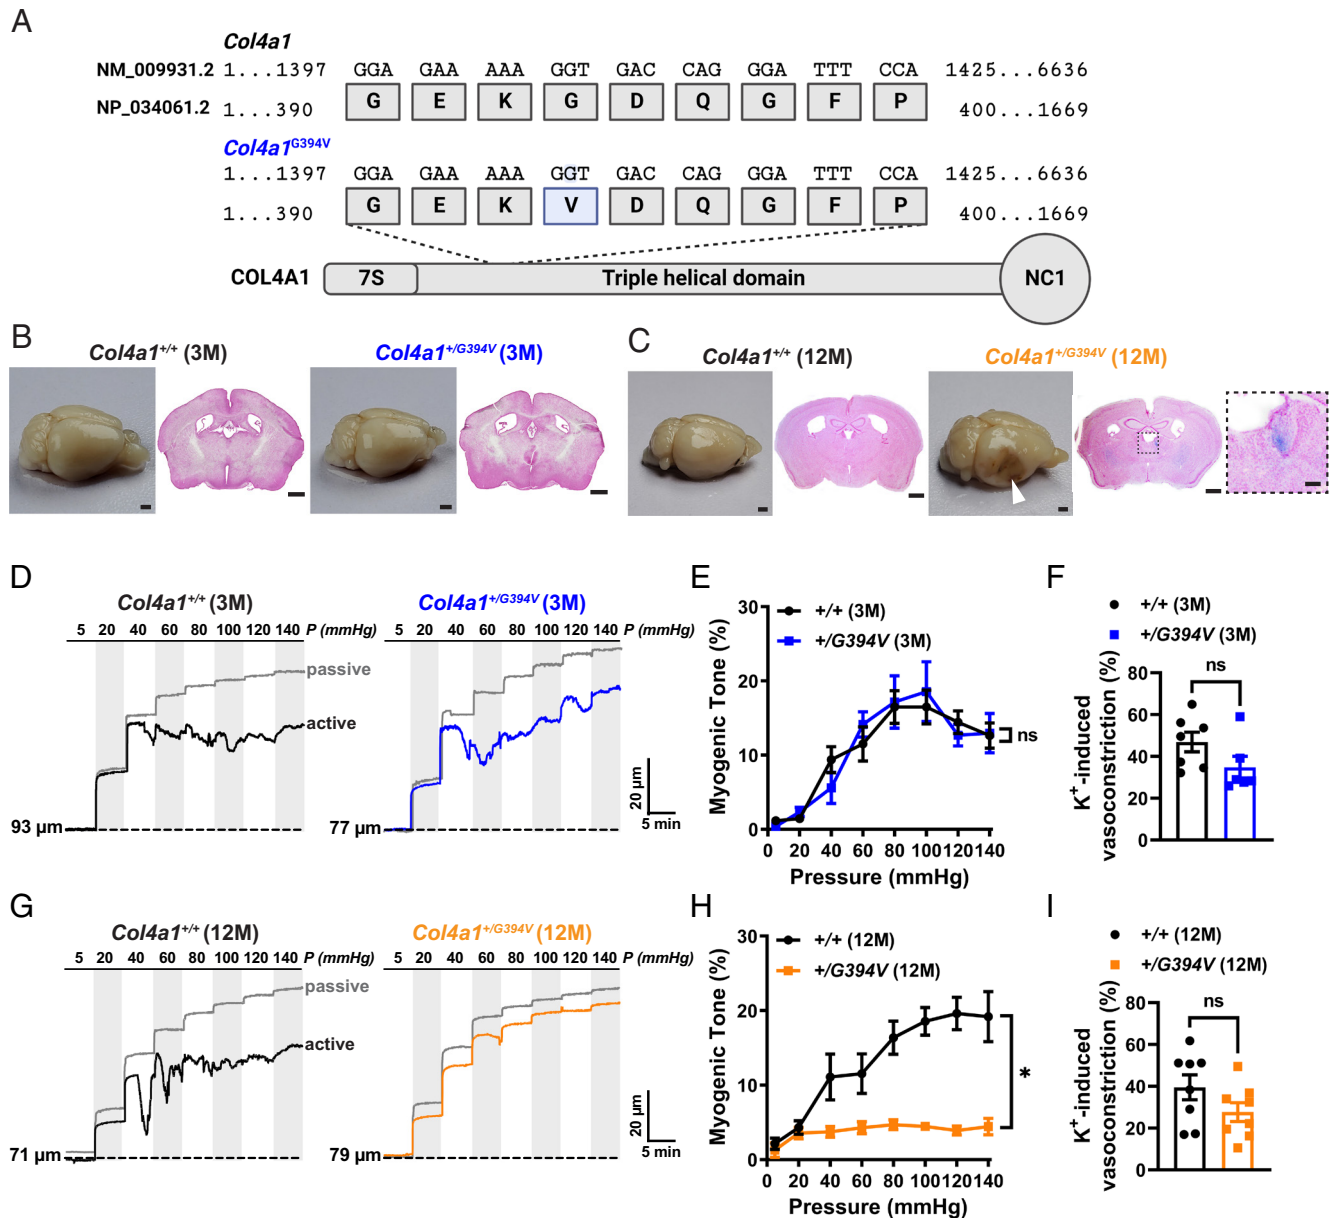 A
Col4a1
NM_009931.2 1...1397 GGA GAA AAA GGT GAC CAG GGA TTT CCA 1425...6636
NP_034061.2 1...390 G E K G D Q G F P 400...1669
Col4a1G394V
1...1397 GGA GAA AAA GGT GAC CAG GGA TTT CCA 1425...6636
1...390 G E K V D Q G F P 400...1669
COL4A1 7S Triple helical domain NC1
B
Col4a1+/+ (3M) Col4a1+/G394V (3M)
C
Col4a1+/+ (12M) Col4a1+/G394V (12M)
D
Col4a1+/+ (3M) Col4a1+/G394V (3M)
5 20 40 60 80 100 120 140 P (mmHg) 5 20 40 60 80 100 120 140 P (mmHg)
passive
active
93 µm 77 µm
20 µm
5 min
E
+/+ (3M)
+/G394V (3M)
Myogenic Tone (%)
30
20
10
0
ns
0 20 40 60 80 100 120 140
Pressure (mmHg)
F
+/+ (3M)
+/G394V (3M)
K+-induced
vasoconstriction (%)
ns
80
60
40
20
0
G
Col4a1+/+ (12M) Col4a1+/G394V (12M)
5 20 40 60 80 100 120 140 P (mmHg) 5 20 40 60 80 100 120 140 P (mmHg)
passive
active
71 µm 79 µm
20 µm
5 min
H
+/+ (12M)
+/G394V (12M)
Myogenic Tone (%)
30
20
10
0
*
0 20 40 60 80 100 120 140
Pressure (mmHg)
I
+/+ (12M)
+/G394V (12M)
K+-induced
vasoconstriction (%)
ns
80
60
40
20
0